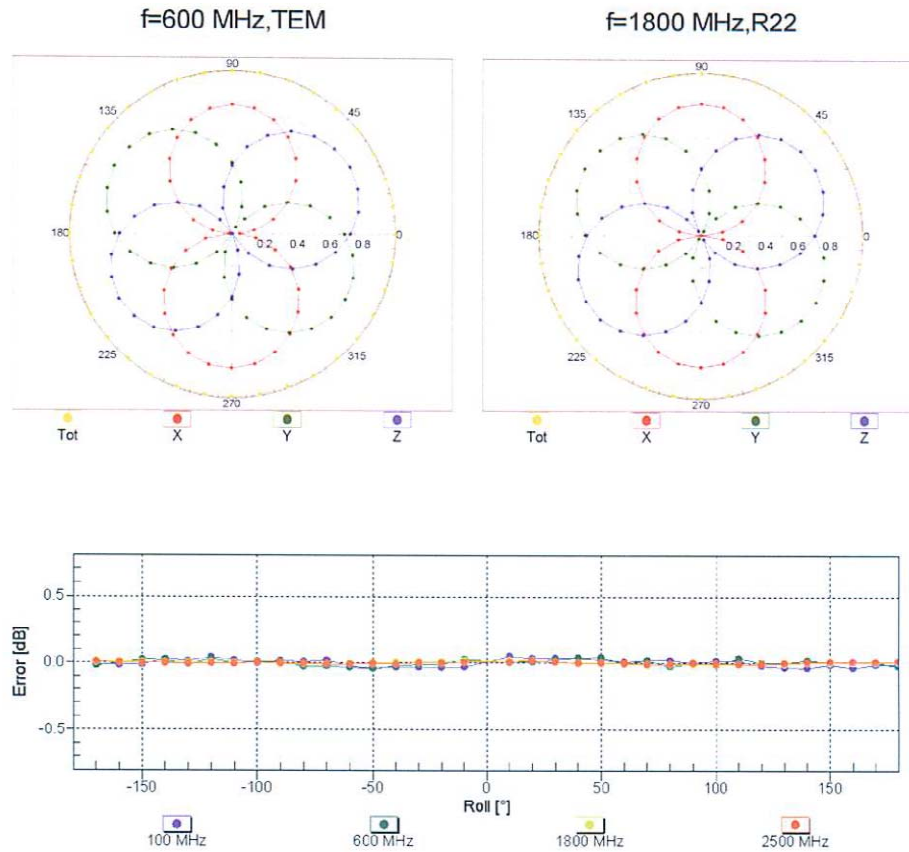 f=600 MHz,TEM
f=1800 MHz,R22
90
135
45
180
0.2
0.4
0.6
0.8
0
225
315
270
Tot
X
Y
Z
90
135
45
180
0.2
0.4
0.6
0.8
0
225
315
270
Tot
X
Y
Z
Error [dB]
0.5
0.0
-0.5
-150
-100
-50
0
50
100
150
Roll [°]
100 MHz
600 MHz
1800 MHz
2500 MHz